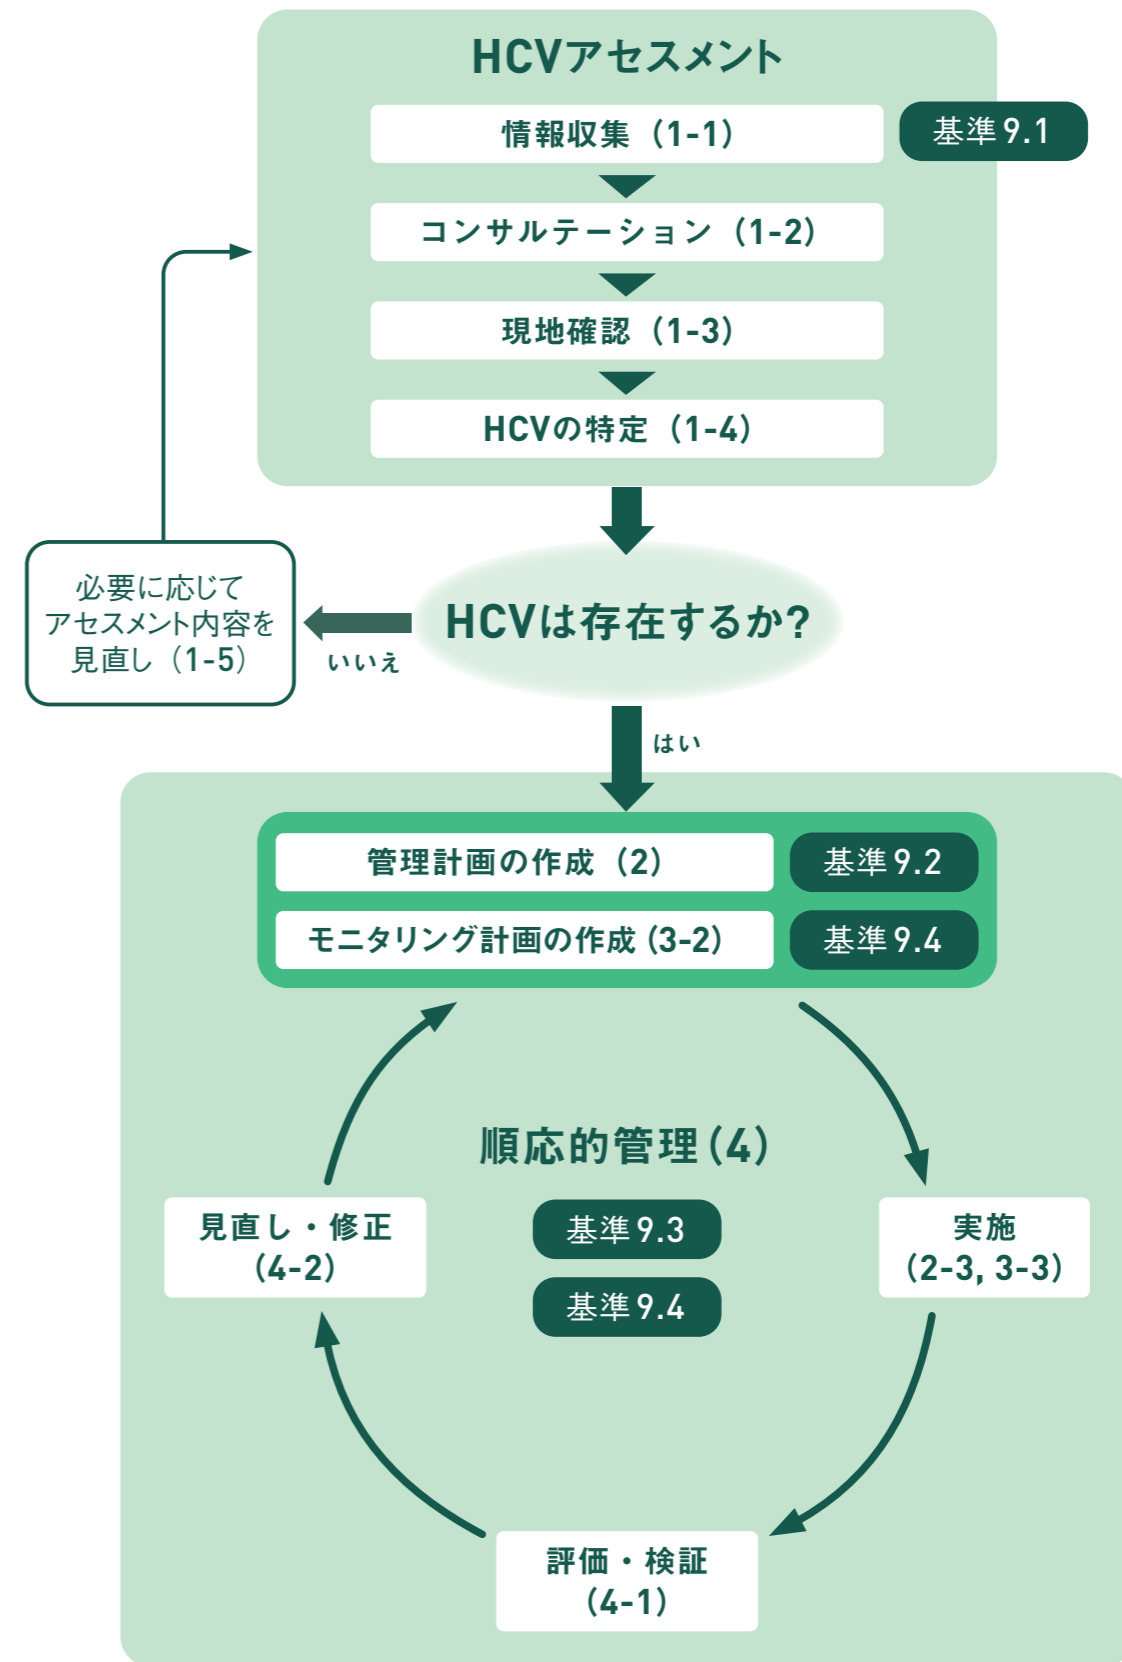 HCVアセスメント
情報収集（1-1）
基準 9.1
コンサルテーション（1-2）
現地確認（1-3）
HCVの特定（1-4）
HCVは存在するか?
いいえ
必要に応じて
アセスメント内容を
見直し（1-5）
はい
管理計画の作成（2）
基準 9.2
モニタリング計画の作成（3-2）
基準 9.4
順応的管理（4）
基準 9.3
基準 9.4
実施
（2-3, 3-3）
評価・検証
（4-1）
見直し・修正
（4-2）